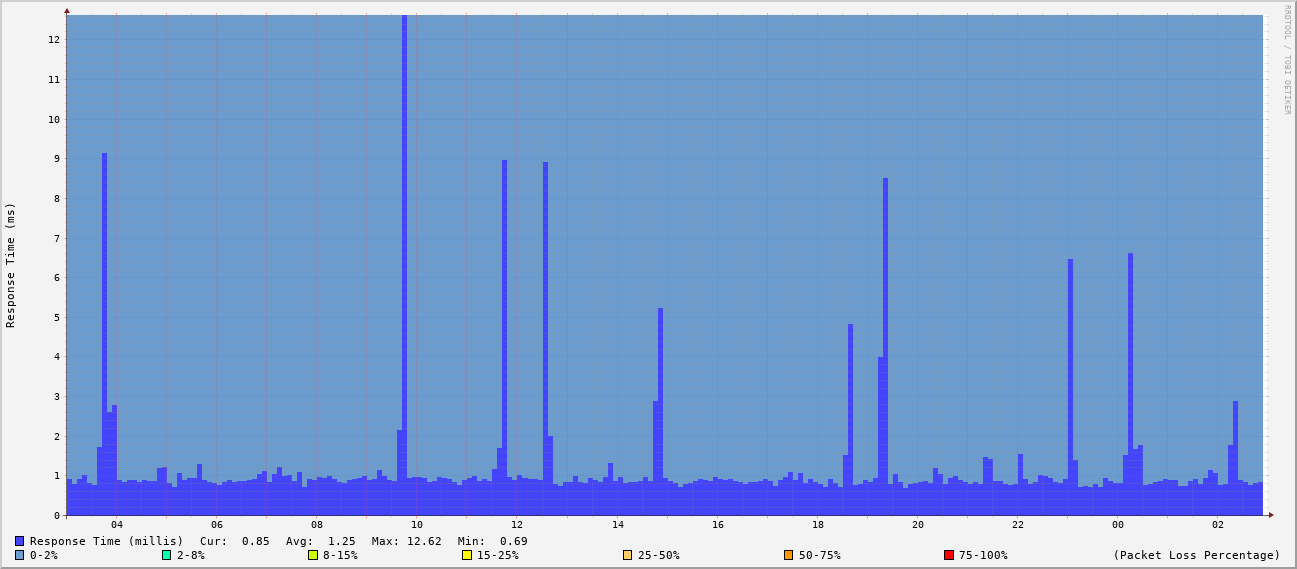 RRDTOOL / TOBI OETIKER
Response Time (ms)
12
11
10
9
8
7
6
5
4
3
2
1
0
04 06 08 10 12 14 16 18 20 22 00 02
Response Time (millis) Cur: 0.85 Avg: 1.25 Max: 12.62 Min: 0.69
0-2% 2-8% 8-15% 15-25% 25-50% 50-75% 75-100% (Packet Loss Percentage)